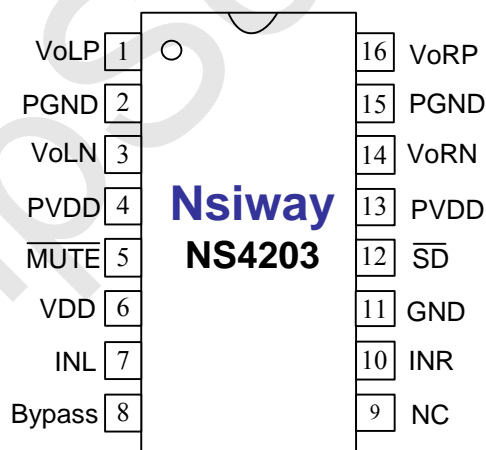 VoLP 1 16 VoRP
PGND 2 15 PGND
VoLN 3 14 VoRN
PVDD 4 Nsiway 13 PVDD
MUTE 5 NS4203 12 SD
VDD 6 11 GND
INL 7 10 INR
Bypass 8 9 NC